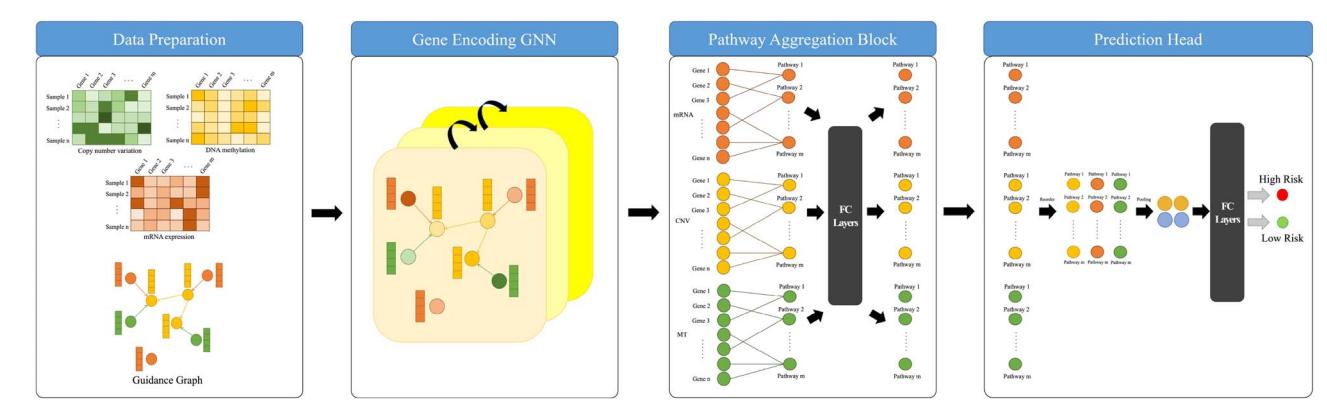 Data Preparation
Gene 1 Gene 2 Gene 3 ... Gene m
Sample 1
Sample 2
Sample n
Copy number variation
Gene 1 Gene 2 Gene 3 ... Gene m
DNA methylation
Gene 1 Gene 2 Gene 3 ... Gene m
Sample 1
Sample 2
Sample n
mRNA expression
Guidance Graph
Gene Encoding GNN
Pathway Aggregation Block
Gene 1
Gene 2
Gene 3
mRNA
Gene n
Pathway 1
Pathway 2
Pathway m
Gene 1
Gene 2
Gene 3
CNV
Gene n
Pathway 1
Pathway 2
Pathway m
Gene 1
Gene 2
Gene 3
MT
Gene n
Pathway 1
Pathway 2
Pathway m
FC
Layers
Pathway 1
Pathway 2
Pathway m
Pathway 1
Pathway 2
Pathway m
Pathway 1
Pathway 2
Pathway m
Prediction Head
Pathway 1
Pathway 2
Pathway m
Pathway 1
Pathway 2
Pathway m
Pathway 1
Pathway 2
Pathway m
Reorder
Pathway 1 Pathway 1 Pathway 1
Pathway 2 Pathway 2 Pathway 2
Pathway m Pathway m Pathway m
Pooling
FC
Layers
High Risk
Low Risk